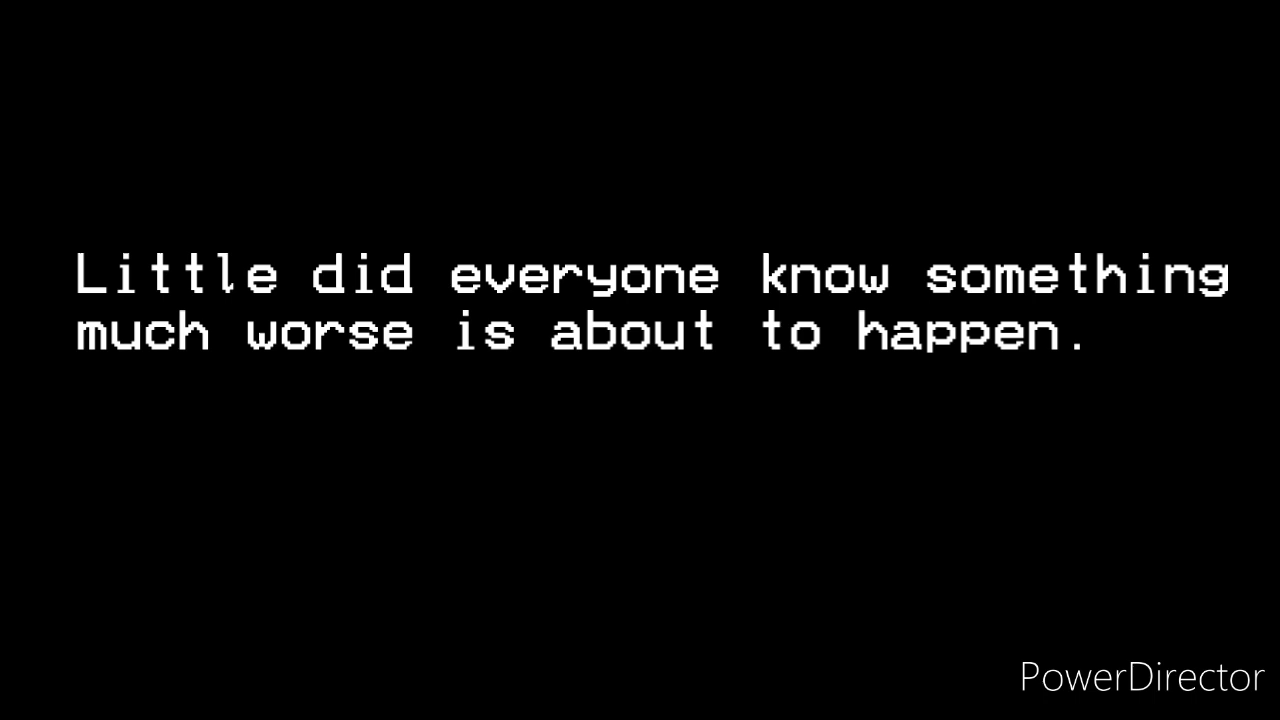 Little did everyone know something
much worse is about to happen.
PowerDirector